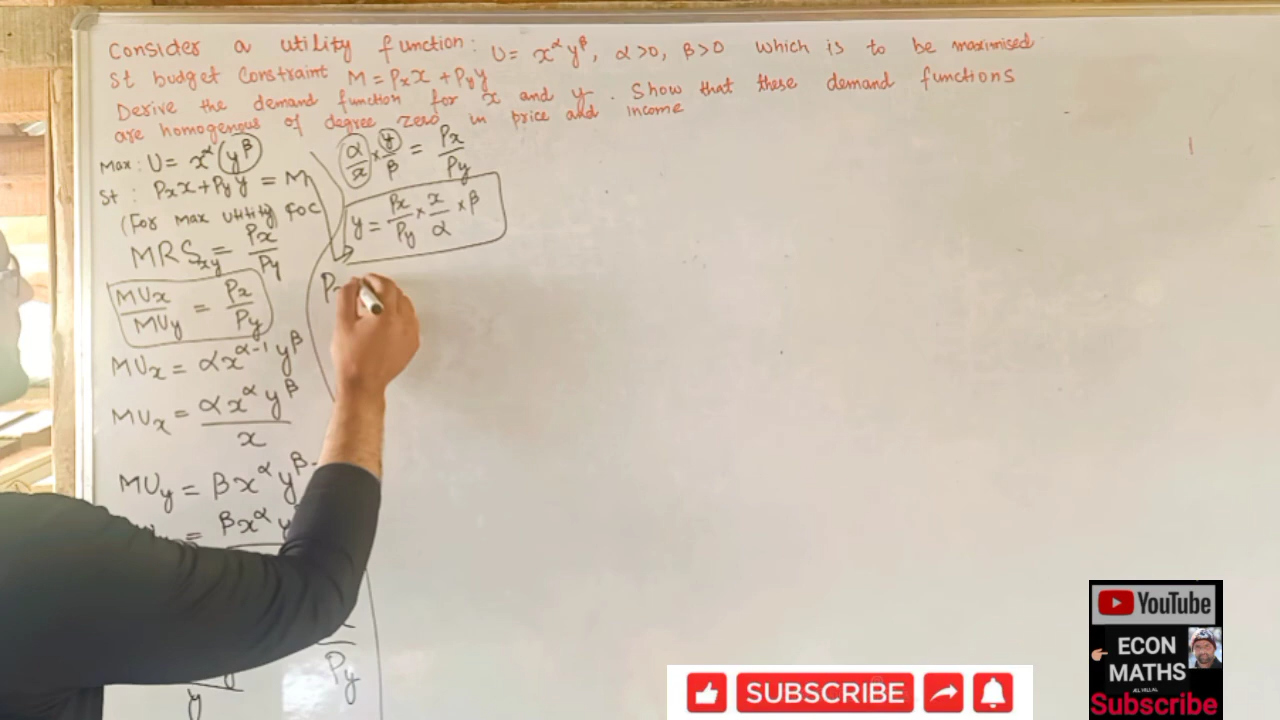 Consider a utility function: U = x^α y^β, α>0, β>0 which is to be maximised
St budget Constraint M = Pxx + Pyy
Derive the demand function for x and y. Show that these demand functions
are homogenous of degree zero in price and income
Max: U = x^α y^β
St: Pxx + Pyy = M
(For Max Utility) FOC
MRSxy = Px/Py
MUx/MUy = Px/Py
MUx = αx^α-1 y^β
MUx = αx^α y^β / x
MUy = βx^α y^β-
= βx^α y
y
Py
α/x × y/β = Px/Py
y = Px/Py × x/α × β
P
YouTube
ECON
MATHS
Subscribe
SUBSCRIBE